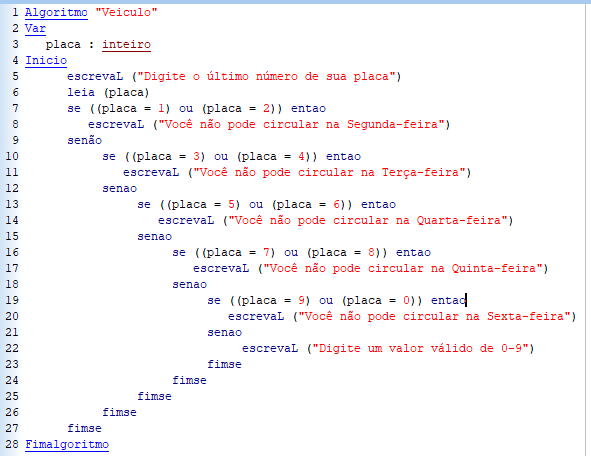 1 Algoritmo "Veiculo"
2 Var
3 placa : inteiro
4 Inicio
5 escrevaL ("Digite o último número de sua placa")
6 leia (placa)
7 se ((placa = 1) ou (placa = 2)) entao
8 escrevaL ("Você não pode circular na Segunda-feira")
9 senão
10 se ((placa = 3) ou (placa = 4)) entao
11 escrevaL ("Você não pode circular na Terça-feira")
12 senao
13 se ((placa = 5) ou (placa = 6)) entao
14 escrevaL ("Você não pode circular na Quarta-feira")
15 senao
16 se ((placa = 7) ou (placa = 8)) entao
17 escrevaL ("Você não pode circular na Quinta-feira")
18 senao
19 se ((placa = 9) ou (placa = 0)) entao
20 escrevaL ("Você não pode circular na Sexta-feira")
21 senao
22 escrevaL ("Digite um valor válido de 0-9")
23 fimse
24 fimse
25 fimse
26 fimse
27 fimse
28 Fimalgoritmo